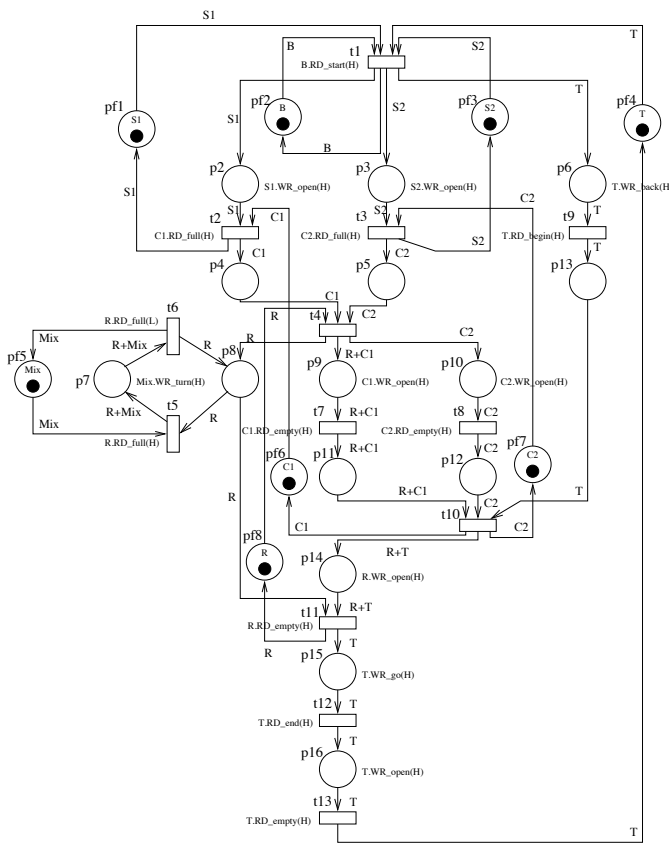 S1
T
B
t1
S2
B.RD_start(H)
pf1
S1
pf2
B
pf3
S2
pf4
T
S1
S2
T
B
p2
p3
p6
S1.WR_open(H)
S2.WR_open(H)
T.WR_back(H
S1
C2
S1
C1
S2
T
t2
t3
t9
C1.RD_full(H)
C2.RD_full(H)
S2
T.RD_begin(H)
T
C1
C2
p4
p5
p13
t6
C1
R.RD_full(L)
R
t4
C2
Mix
R+Mix
R
p8
R
R+C1
C2
pf5
Mix
p7
p9
p10
Mix.WR_turn(H)
C1.WR_open(H)
C2.WR_open(H)
R+Mix
t5
R
t7
R+C1
t8
C2
Mix
R.RD_full(H)
C1.RD_empty(H)
C2.RD_empty(H)
pf7
R+C1
C2
pf6
C1
p11
p12
C2
R
R+C1
C2
T
t10
C1
C2
pf8
R
R+T
p14
R.WR_open(H)
t11
R+T
R.RD_empty(H)
R
T
p15
T.WR_go(H)
t12
T
T.RD_end(H)
T
p16
T.WR_open(H)
t13
T
T.RD_empty(H)
T